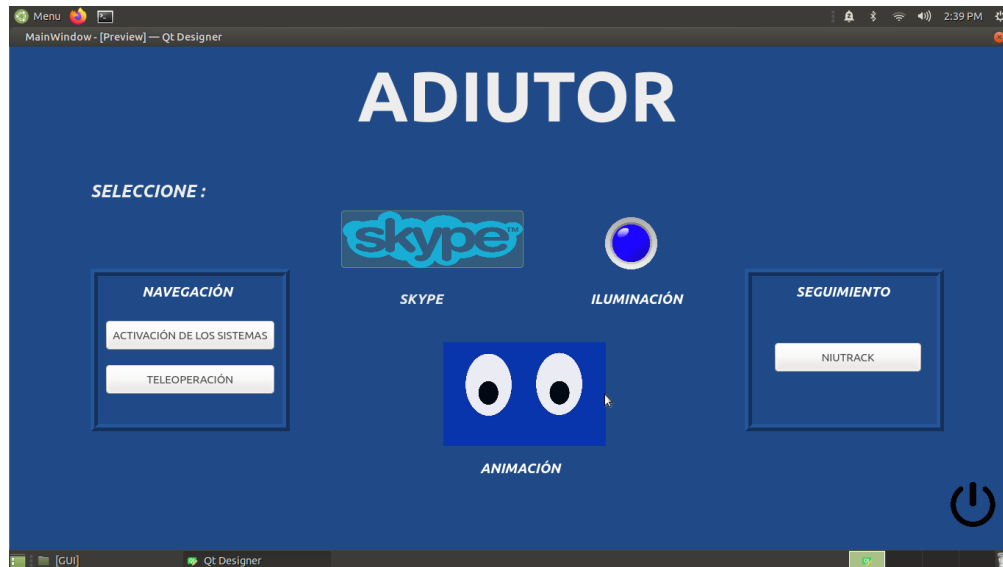 Menu
2:39 PM
MainWindow - [Preview] — Qt Designer
ADIUTOR
SELECCIONE :
skype™
NAVEGACIÓN
ACTIVACIÓN DE LOS SISTEMAS
TELEOPERACIÓN
SKYPE
ILUMINACIÓN
SEGUIMIENTO
NIUTRACK
ANIMACIÓN
[GUI]
Qt Designer